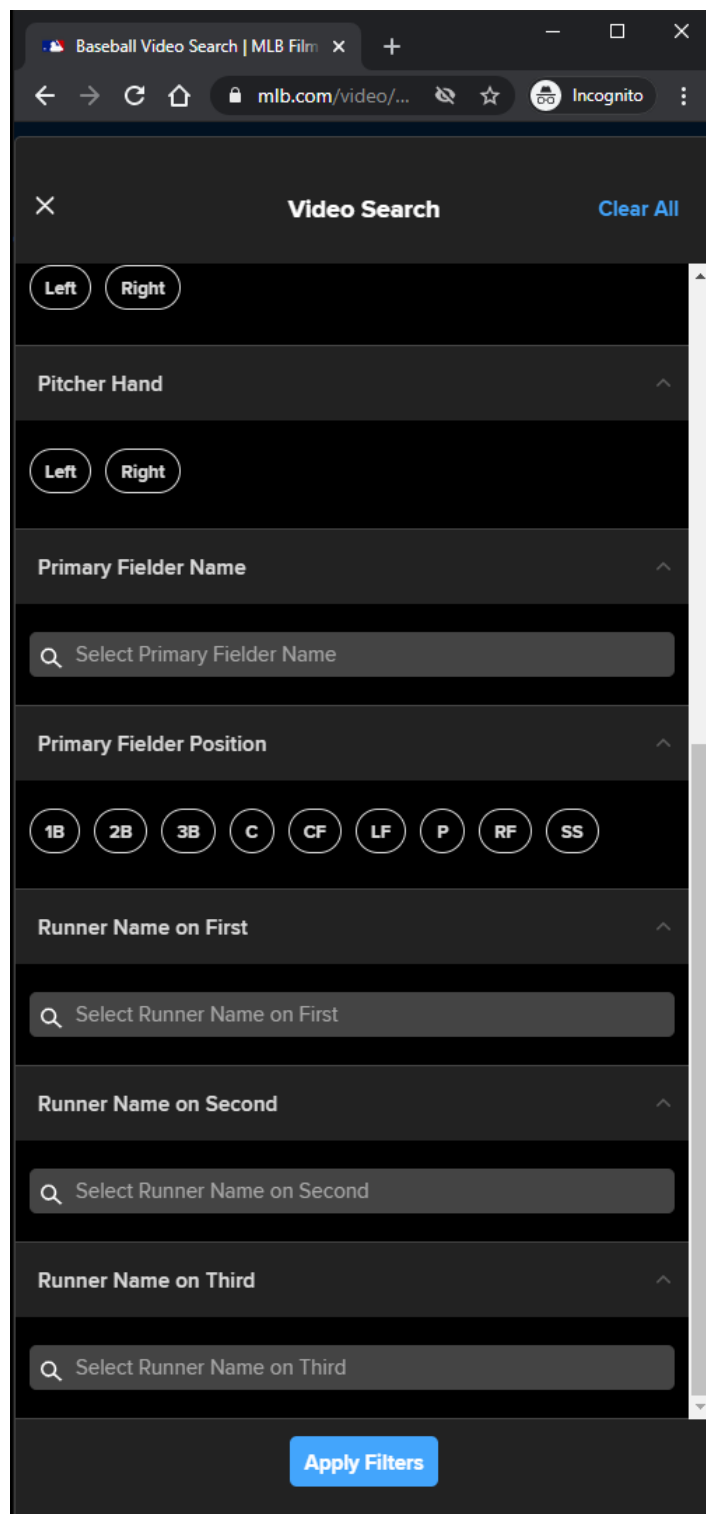 Baseball Video Search | MLB Film
mlb.com/video/... Incognito
Video Search Clear All
Left Right
Pitcher Hand
Left Right
Primary Fielder Name
Select Primary Fielder Name
Primary Fielder Position
1B 2B 3B C CF LF P RF SS
Runner Name on First
Select Runner Name on First
Runner Name on Second
Select Runner Name on Second
Runner Name on Third
Select Runner Name on Third
Apply Filters